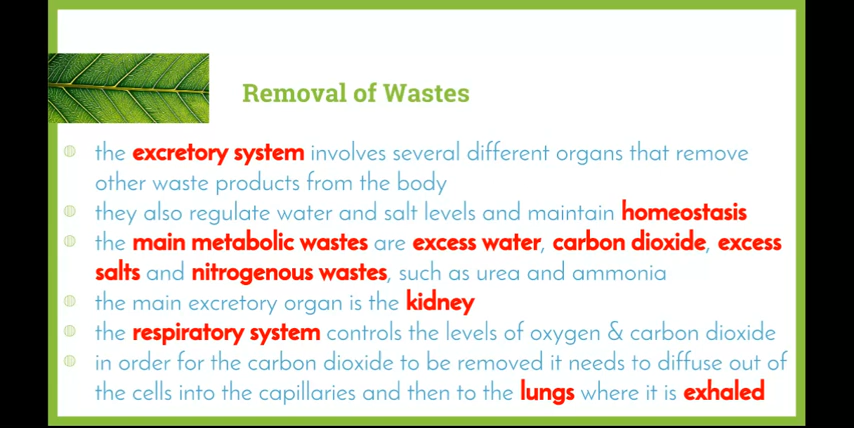 Removal of Wastes
the excretory system involves several different organs that remove
other waste products from the body
they also regulate water and salt levels and maintain homeostasis
the main metabolic wastes are excess water, carbon dioxide, excess
salts and nitrogenous wastes, such as urea and ammonia
the main excretory organ is the kidney
the respiratory system controls the levels of oxygen & carbon dioxide
in order for the carbon dioxide to be removed it needs to diffuse out of
the cells into the capillaries and then to the lungs where it is exhaled